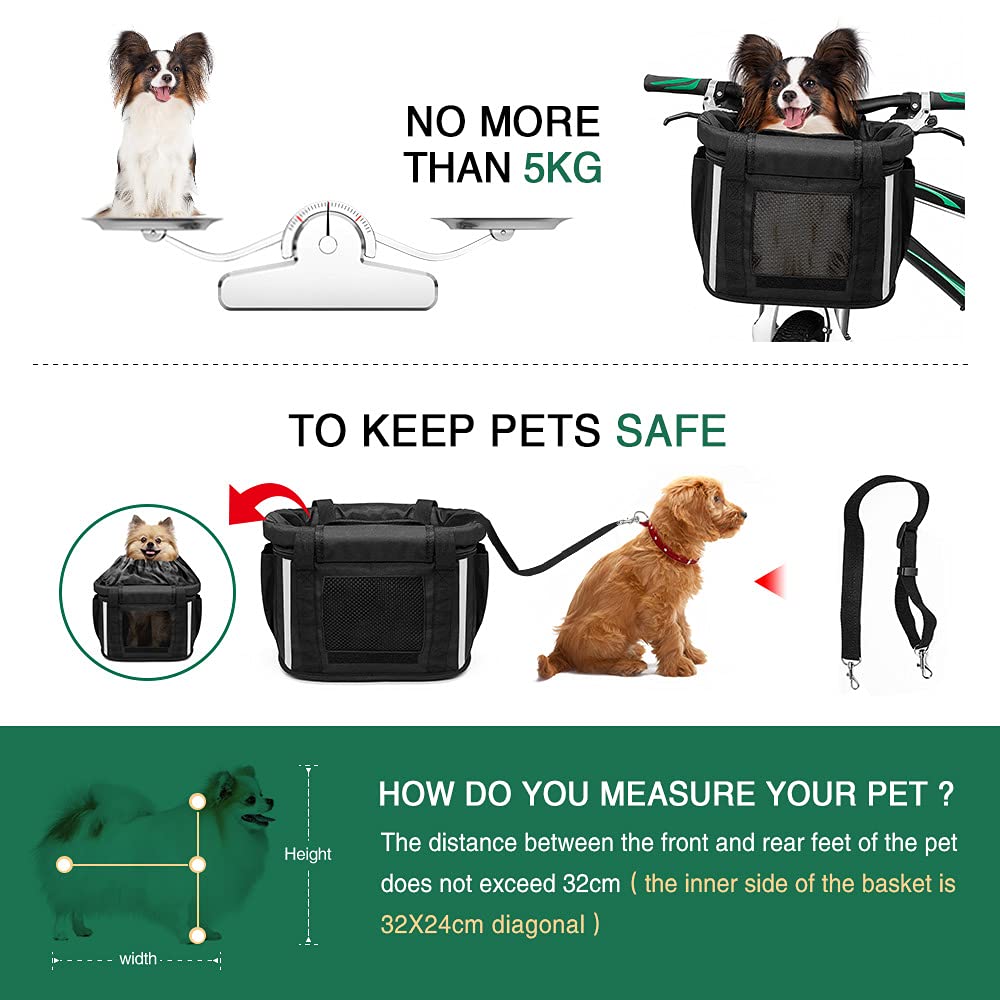 NO MORE
THAN 5KG
TO KEEP PETS SAFE
HOW DO YOU MEASURE YOUR PET ?
The distance between the front and rear feet of the pet
does not exceed 32cm ( the inner side of the basket is
32X24cm diagonal )
Height
width